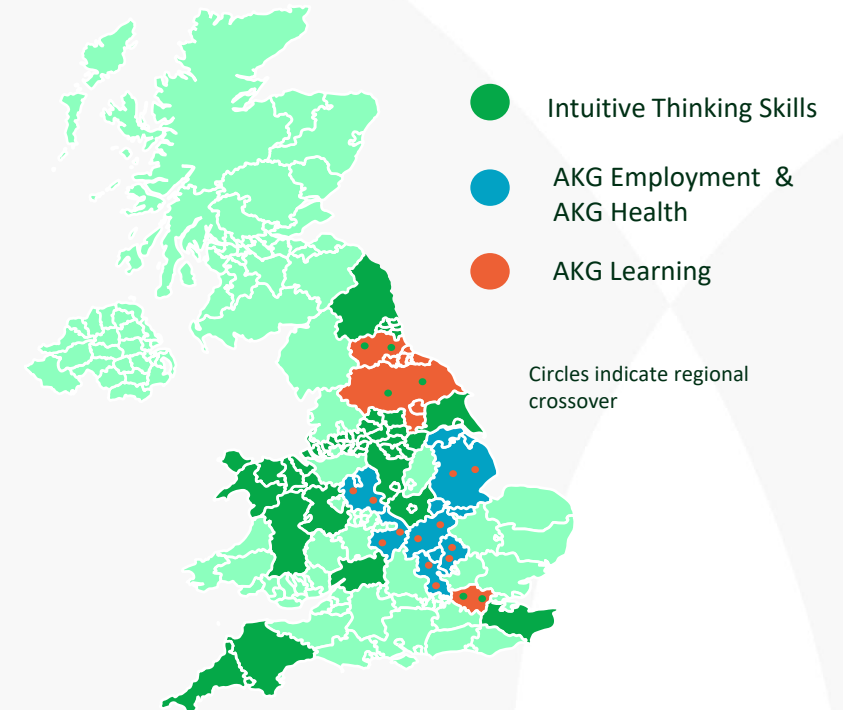 Intuitive Thinking Skills
AKG Employment &
AKG Health
AKG Learning
Circles indicate regional
crossover